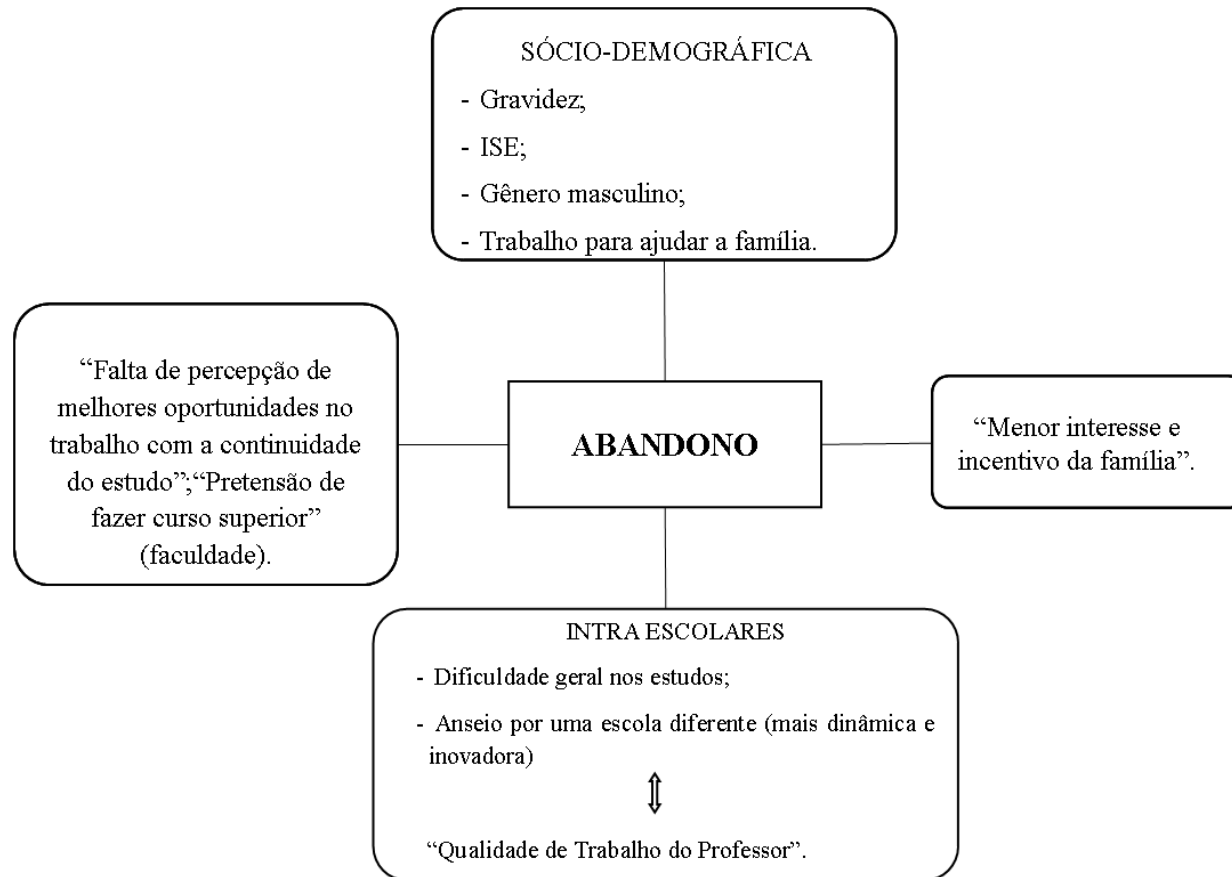 SÓCIO-DEMOGRÁFICA
- Gravidez;
- ISE;
- Gênero masculino;
- Trabalho para ajudar a família.
“Falta de percepção de
melhores oportunidades no
trabalho com a continuidade
do estudo”;“Pretensão de
fazer curso superior”
(faculdade).
ABANDONO
“Menor interesse e
incentivo da família”.
INTRA ESCOLARES
- Dificuldade geral nos estudos;
- Anseio por uma escola diferente (mais dinâmica e
inovadora)
“Qualidade de Trabalho do Professor”.